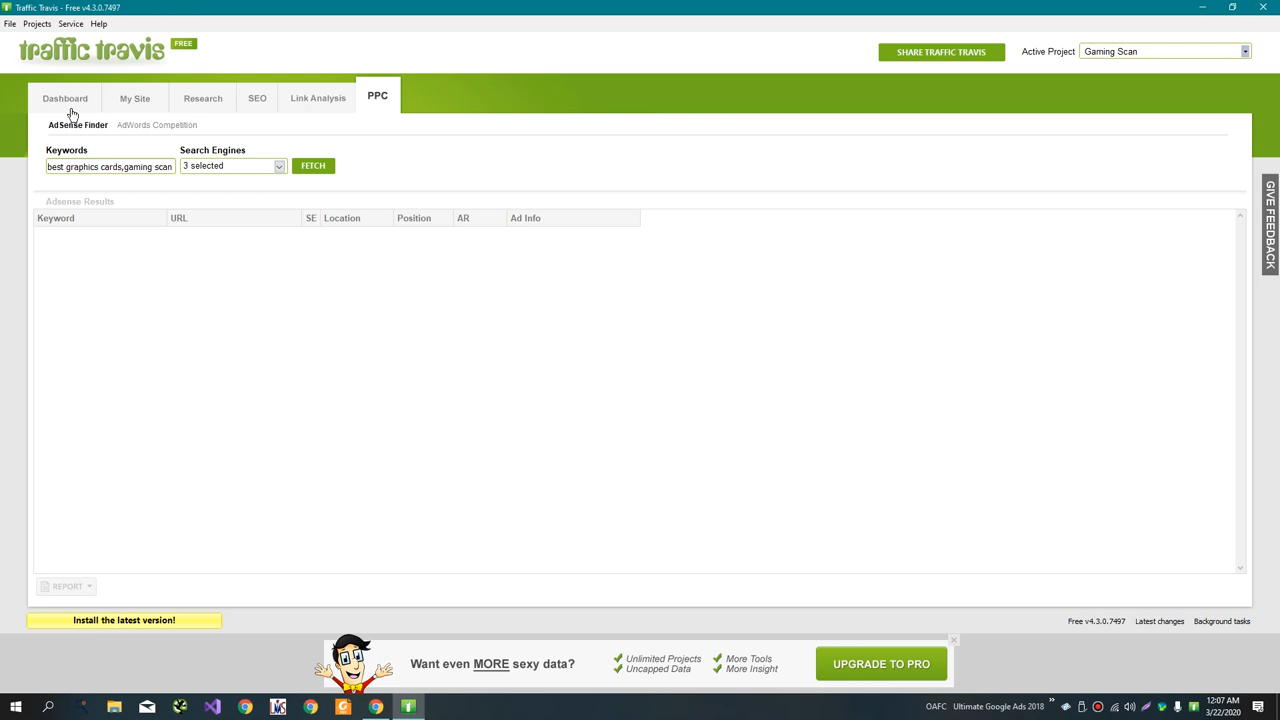 Traffic Travis - Free v4.3.0.7497
File Projects Service Help
traffic travis FREE
SHARE TRAFFIC TRAVIS
Active Project Gaming Scan
Dashboard My Site Research SEO Link Analysis PPC
AdSense Finder AdWords Competition
Keywords Search Engines
best graphics cards,gaming scan 3 selected FETCH
GIVE FEEDBACK
Adsense Results
Keyword URL SE Location Position AR Ad Info
REPORT
Install the latest version!
Free v4.3.0.7497 Latest changes Background tasks
Want even MORE sexy data?
Unlimited Projects More Tools
Uncapped Data More Insight
UPGRADE TO PRO
OAFC Ultimate Google Ads 2018
12:07 AM
3/22/2020